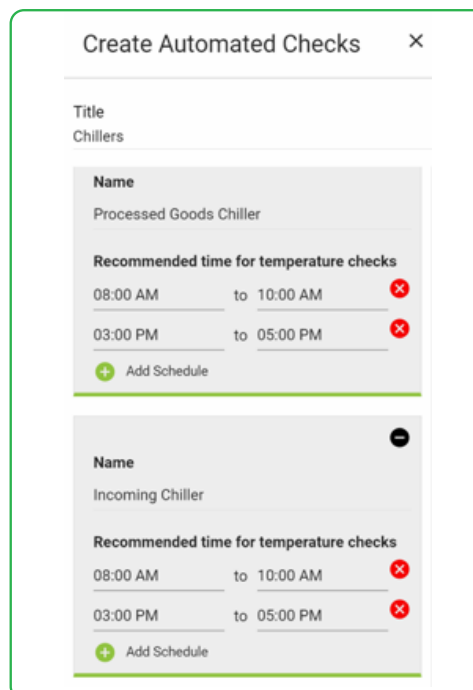 Create Automated Checks
Title
Chillers
Name
Processed Goods Chiller
Recommended time for temperature checks
08:00 AM to 10:00 AM
03:00 PM to 05:00 PM
Add Schedule
Name
Incoming Chiller
Recommended time for temperature checks
08:00 AM to 10:00 AM
03:00 PM to 05:00 PM
Add Schedule